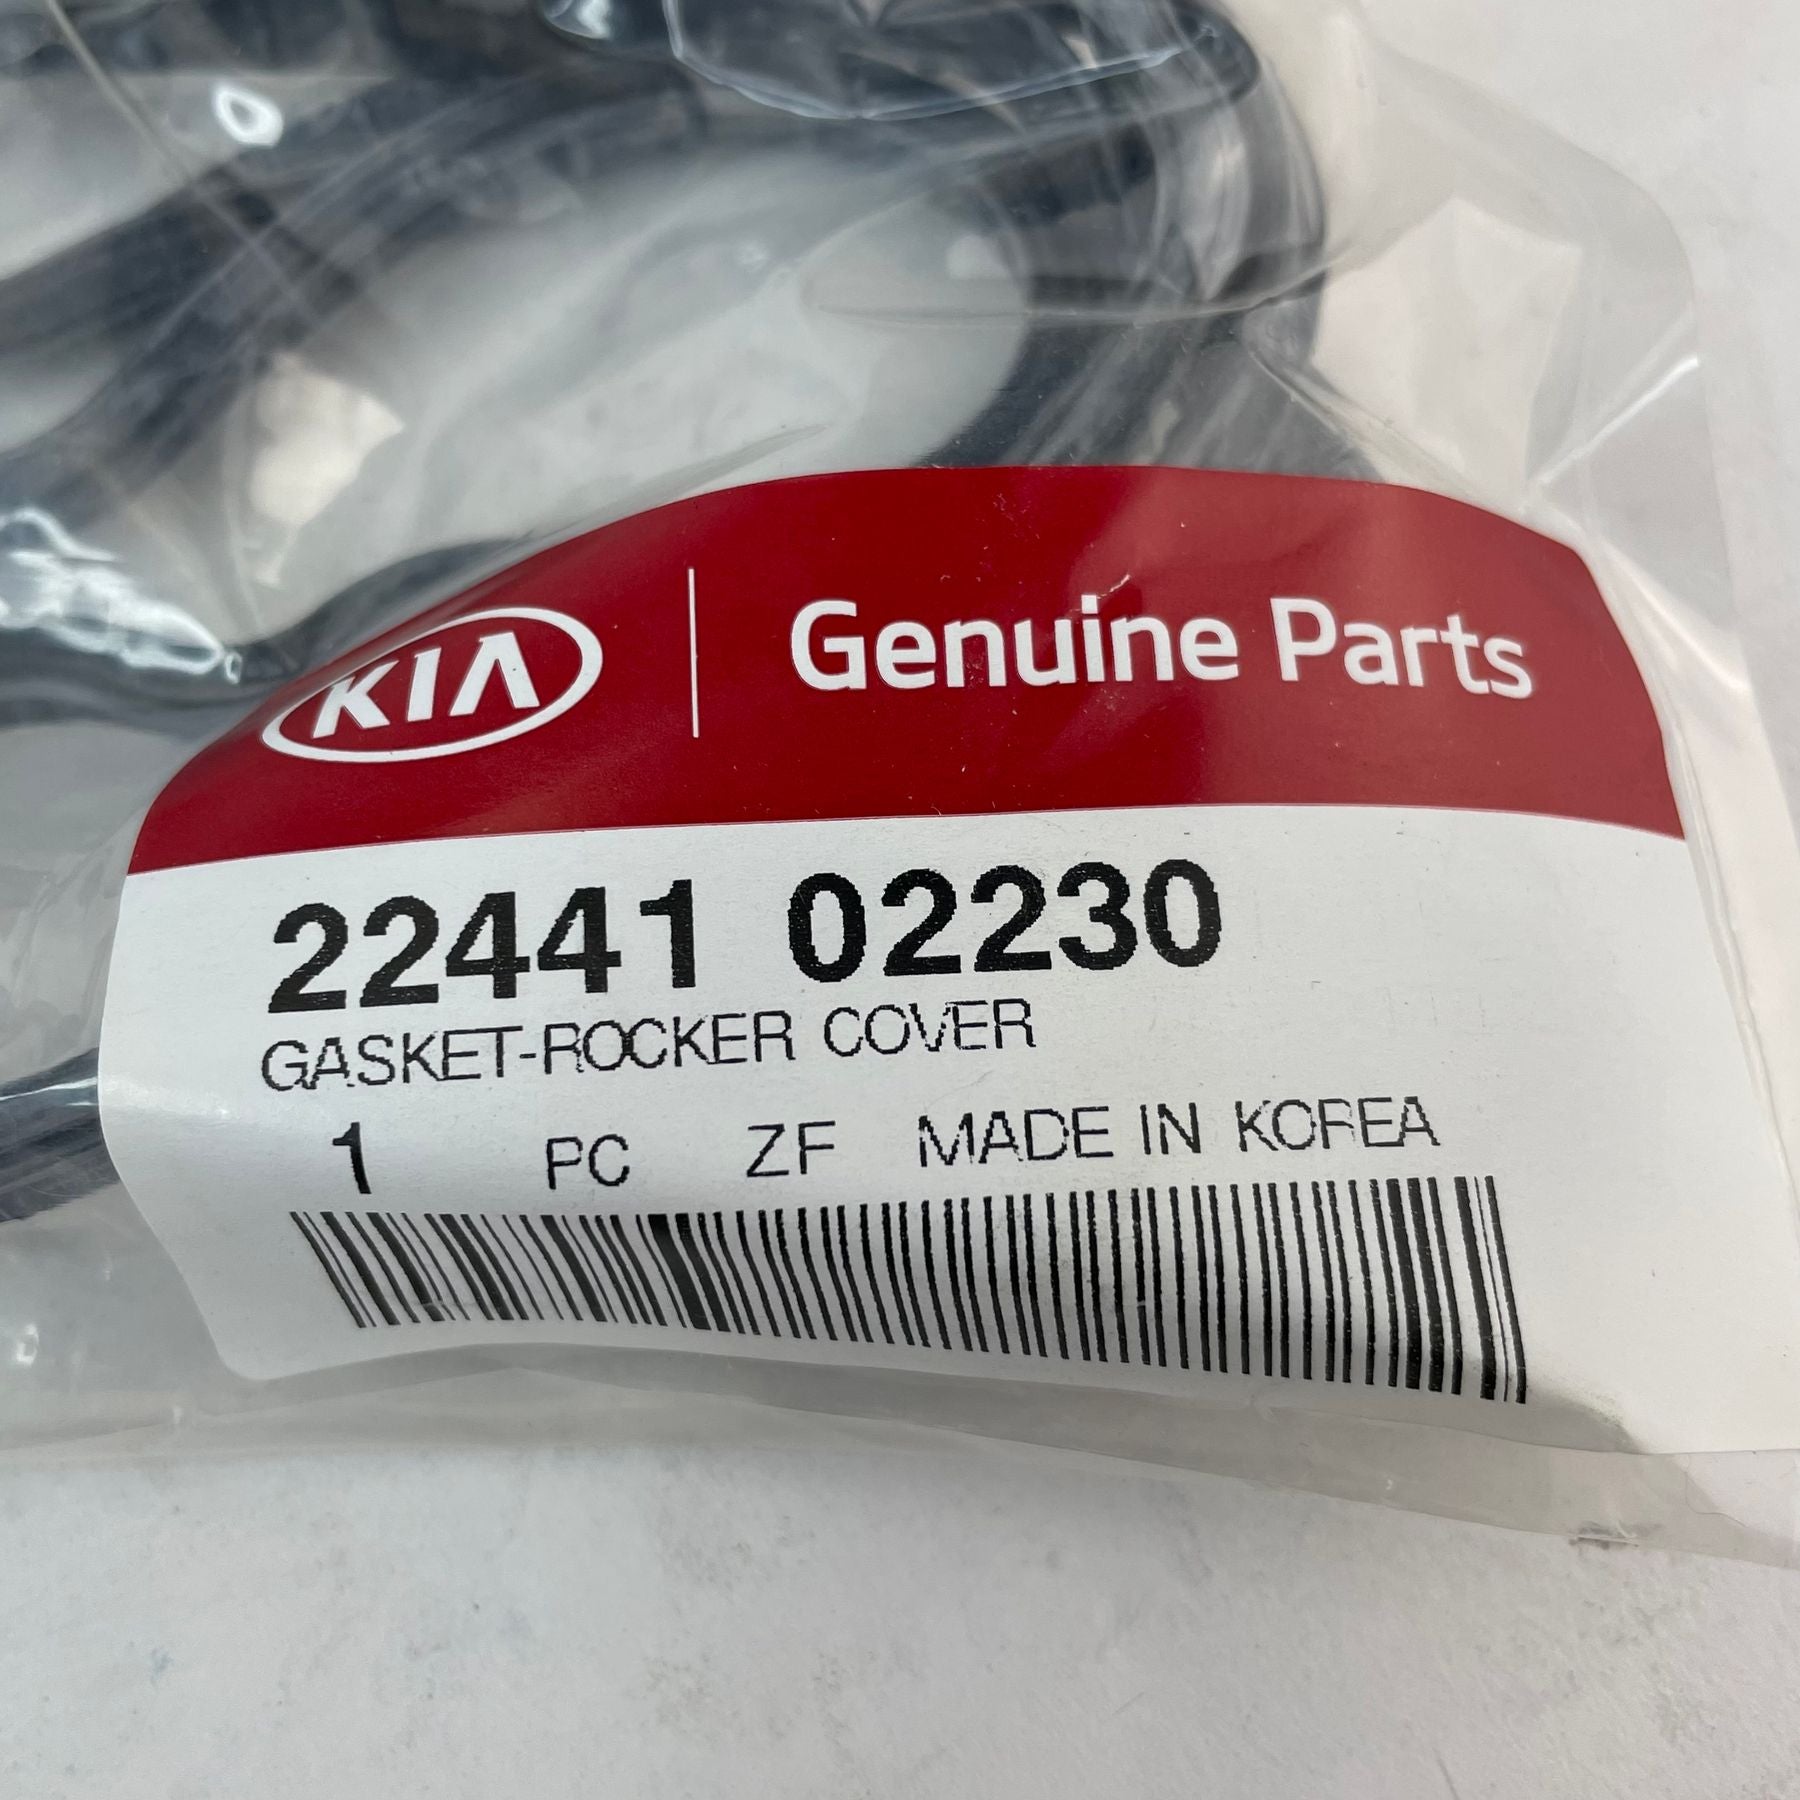 KIA Genuine Parts
22441 02230
GASKET-ROCKER COVER
1 PC ZF MADE IN KOREA